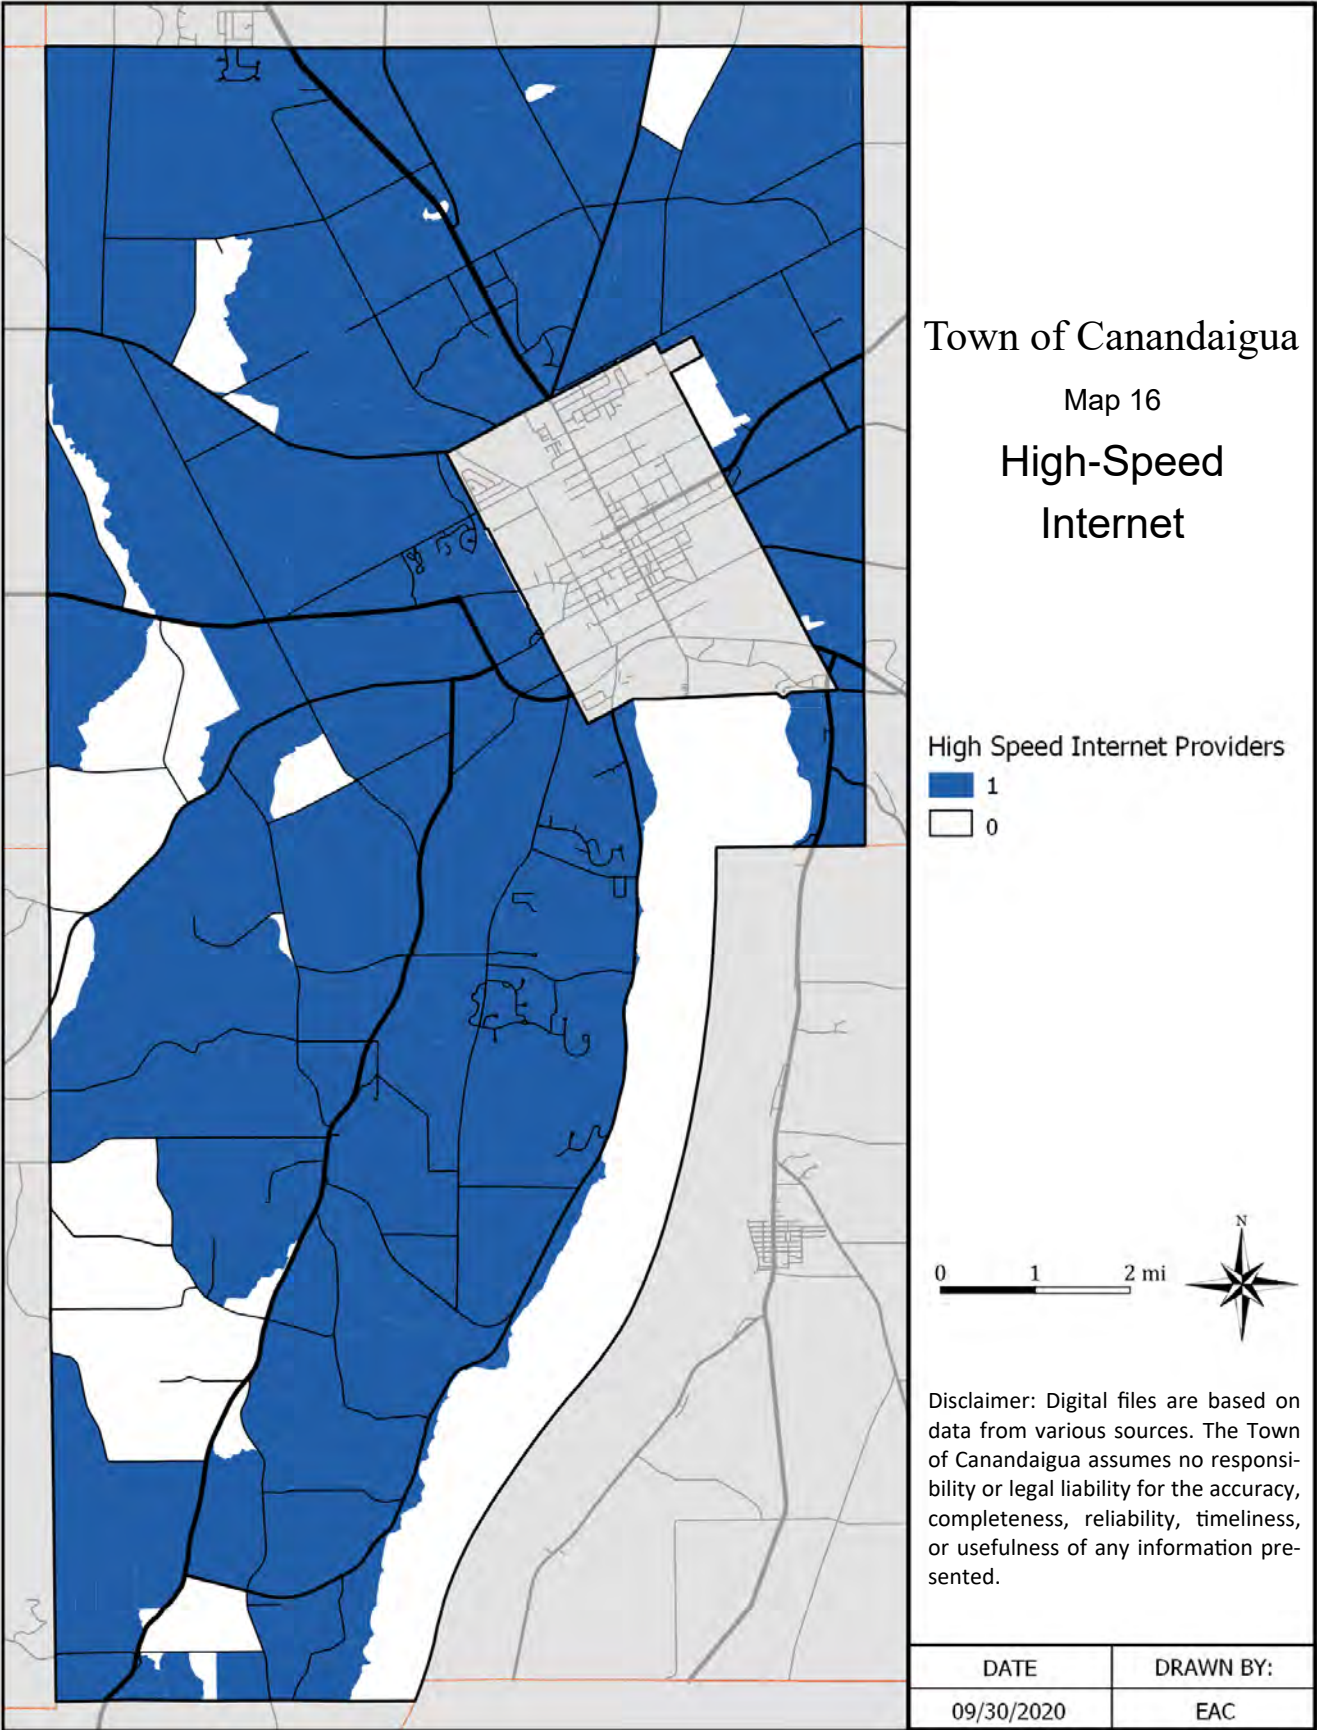 Town of Canandaigua
Map 16
High-Speed
Internet
High Speed Internet Providers
1
0
N
0 1 2 mi
Disclaimer: Digital files are based on
data from various sources. The Town
of Canandaigua assumes no responsi-
bility or legal liability for the accuracy,
completeness, reliability, timeliness,
or usefulness of any information pre-
sented.
DATE DRAWN BY:
09/30/2020 EAC